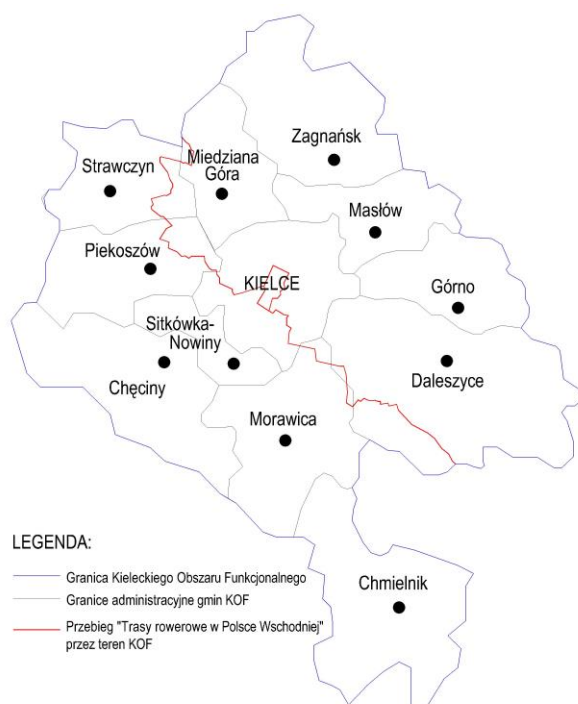 Zagnańsk
Miedziana
Góra
Strawczyn
Masłów
Piekoszów
KIELCE
Górno
Sitkówka-
Nowiny
Daleszyce
Chęciny
Morawica
LEGENDA:
Granica Kieleckiego Obszaru Funkcjonalnego
Granice administracyjne gmin KOF
Przebieg "Trasy rowerowe w Polsce Wschodniej"
przez teren KOF
Chmielnik